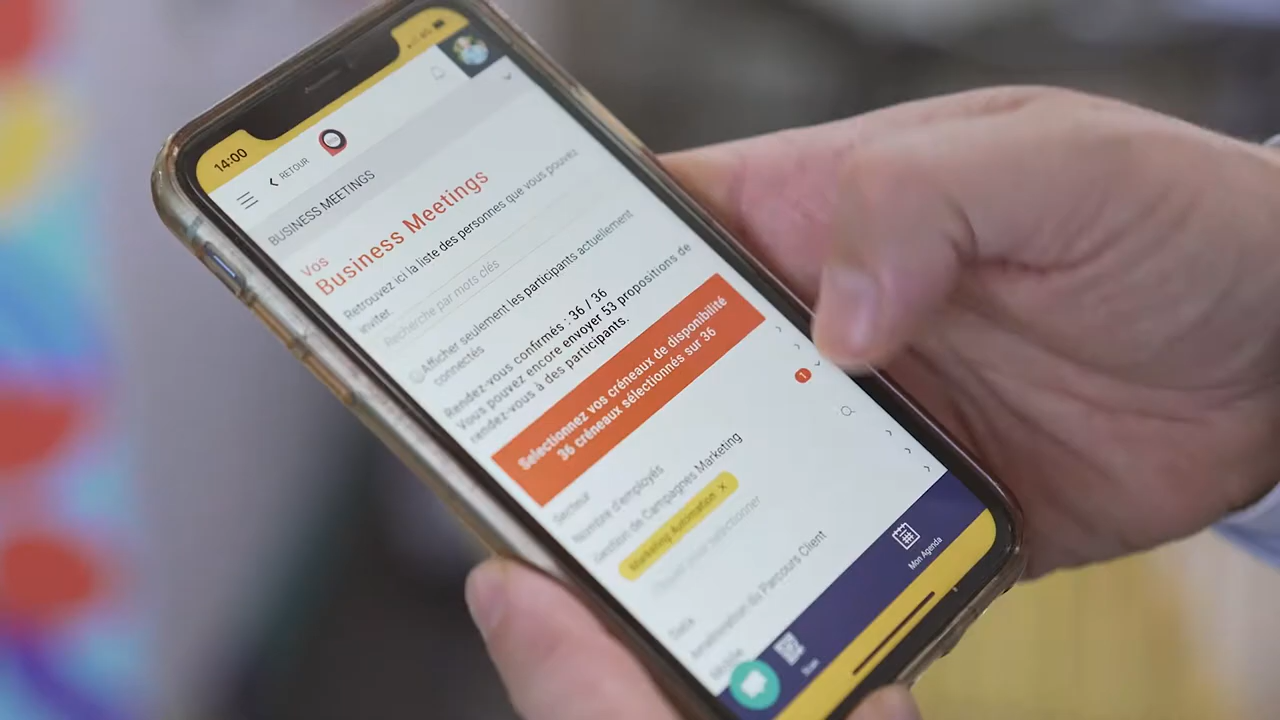 14:00
RETOUR
BUSINESS MEETINGS
Vos
Business Meetings
Retrouvez ici la liste des personnes que vous pouvez
inviter.
Recherche par mots clés
Afficher seulement les participants actuellement
connectés
Rendez-vous confirmés : 36 / 36
Vous pouvez encore envoyer 53 propositions de
rendez-vous à des participants.
Sélectionnez vos créneaux de disponibilité
36 créneaux sélectionnés sur 36
Secteur
1
Nombre d'employés
Gestion de Campagnes Marketing
Marketing Automation X
Data
Parcours Client
Mobile
Scan
Mon Agenda